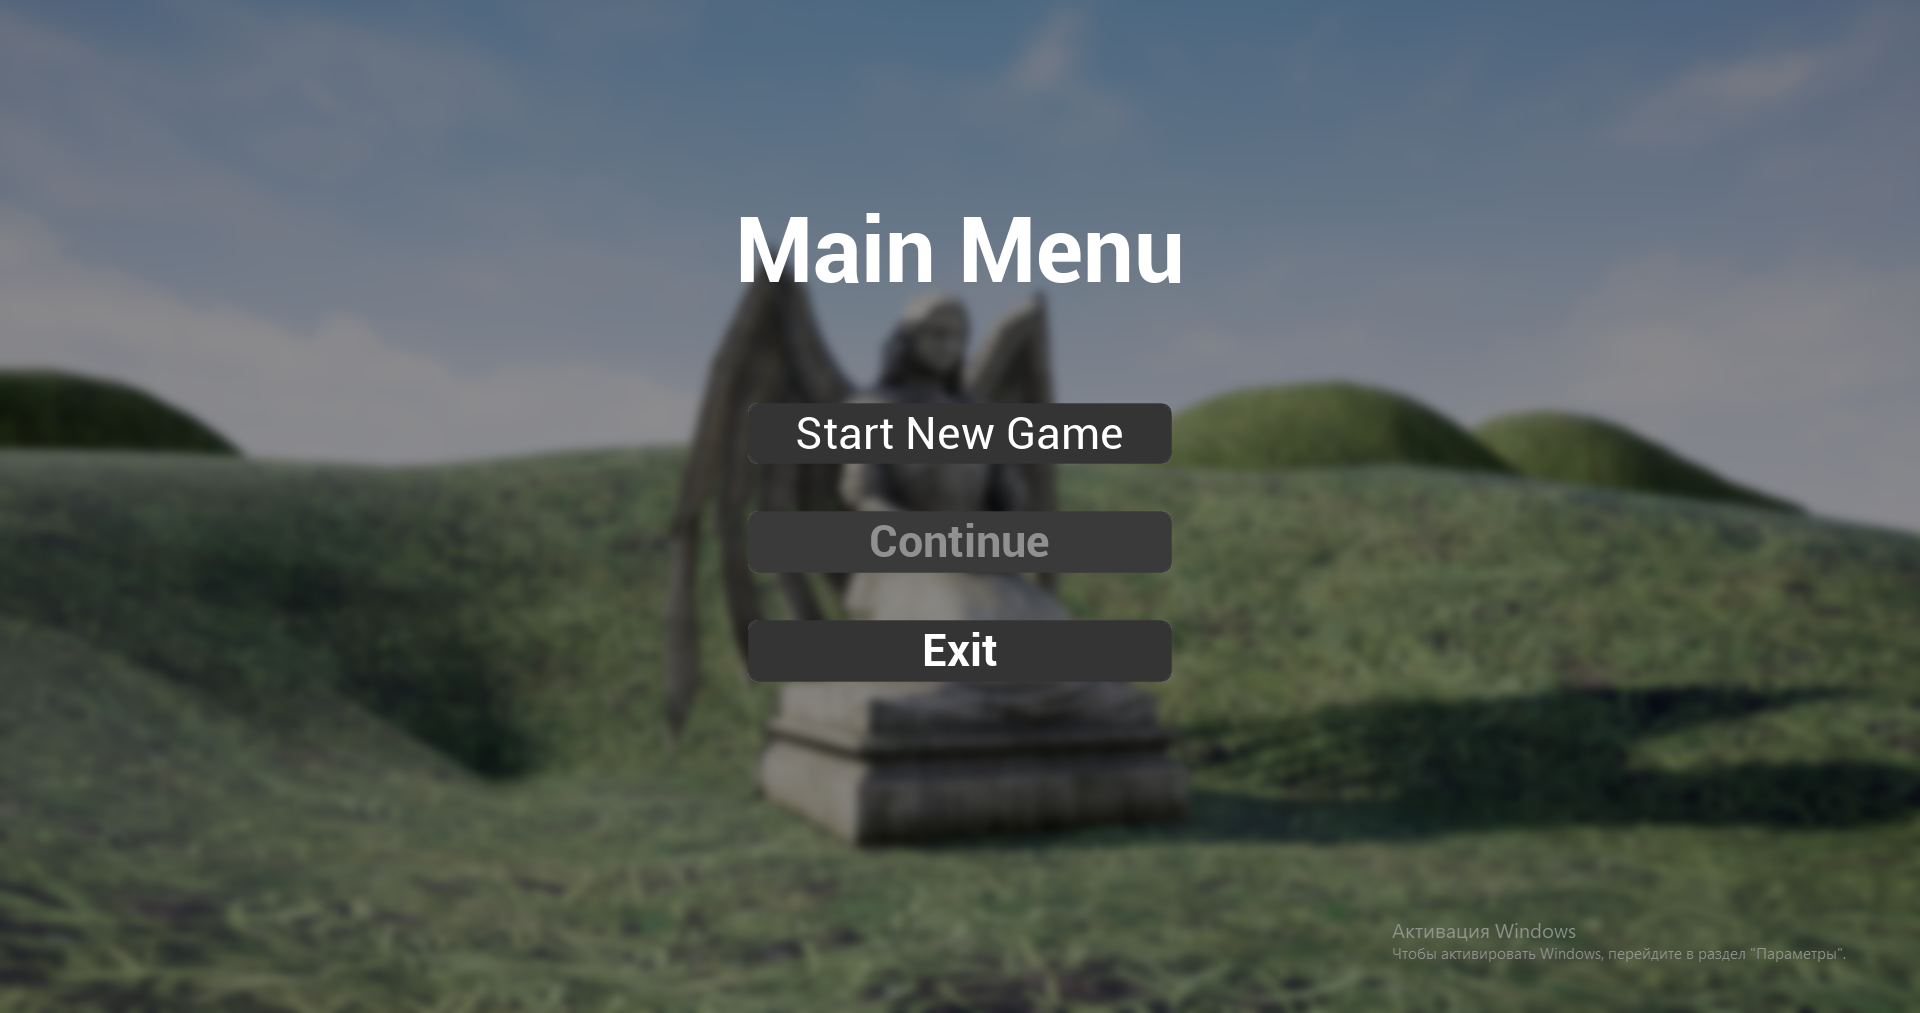 Main Menu
Start New Game
Continue
Exit
Активация Windows
Чтобы активировать Windows, перейдите в раздел "Параметры".